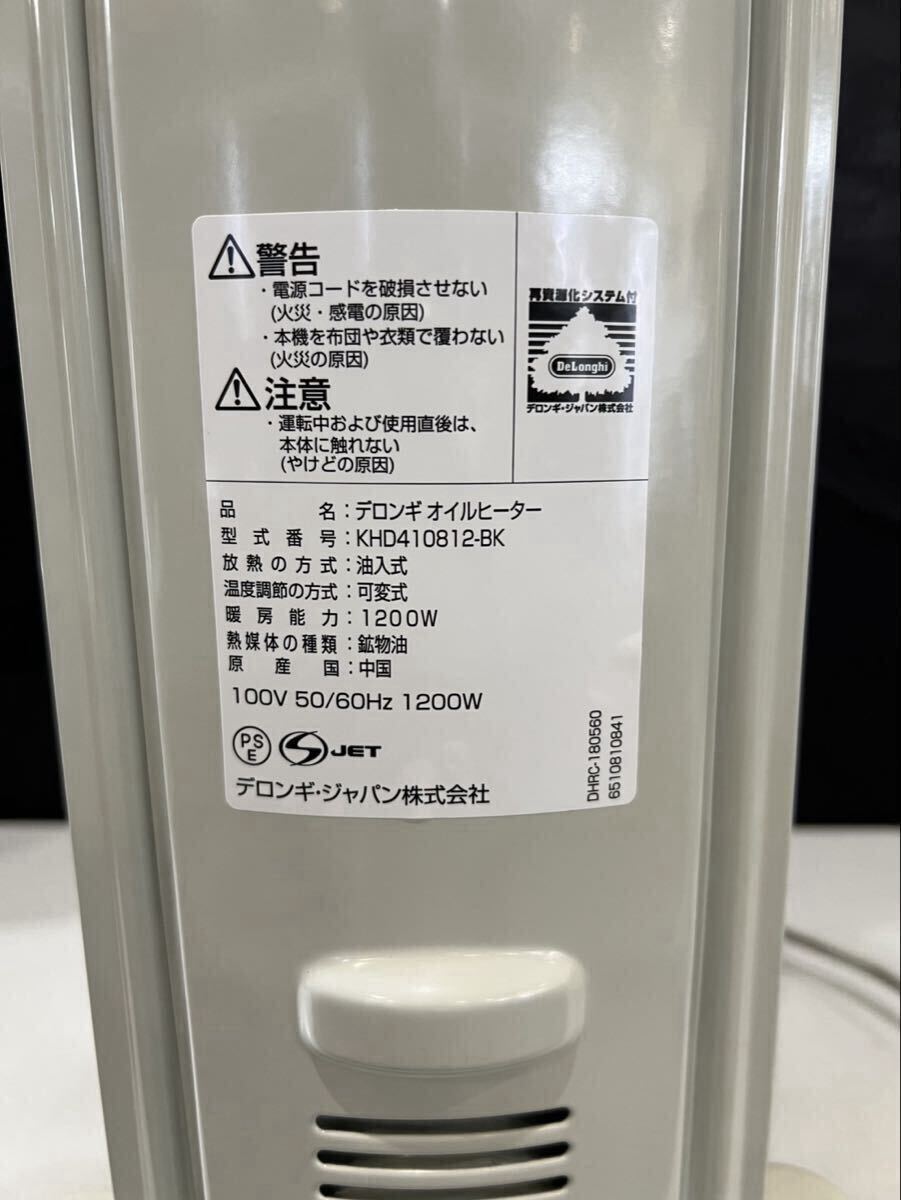 警告
・電源コードを破損させない
(火災・感電の原因)
・本機を布団や衣類で覆わない
(火災の原因)
注意
・運転中および使用直後は、
本体に触れない
(やけどの原因)
再資源化システム付
DeLonghi
デロンギ・ジャパン株式会社
品名：デロンギ オイルヒーター
型式番号：KHD410812-BK
放熱の方式：油入式
温度調節の方式：可変式
暖房能力：1200W
熱媒体の種類：鉱物油
原産国：中国
100V 50/60Hz 1200W
PS
E
S JET
デロンギ・ジャパン株式会社
DHRC-180560
6510810841